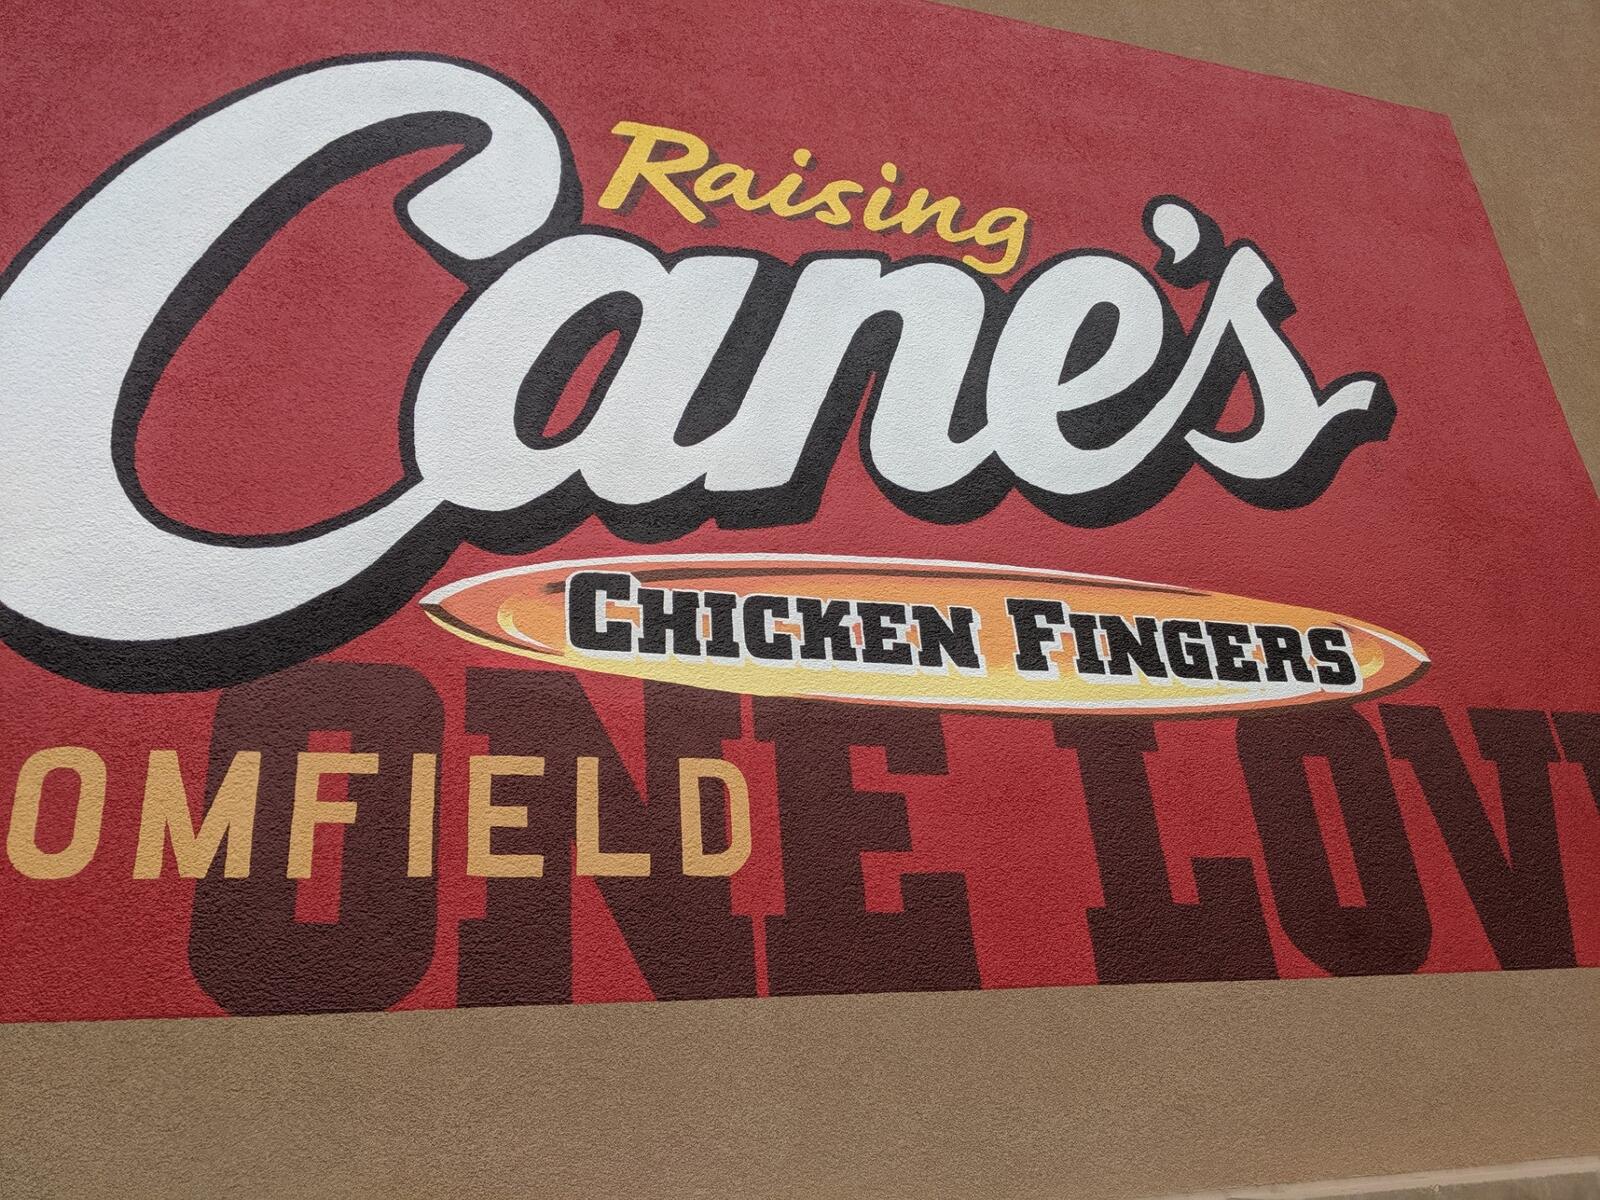 Raising
Cane's
CHICKEN FINGERS
OMFIELD
ONE LOV